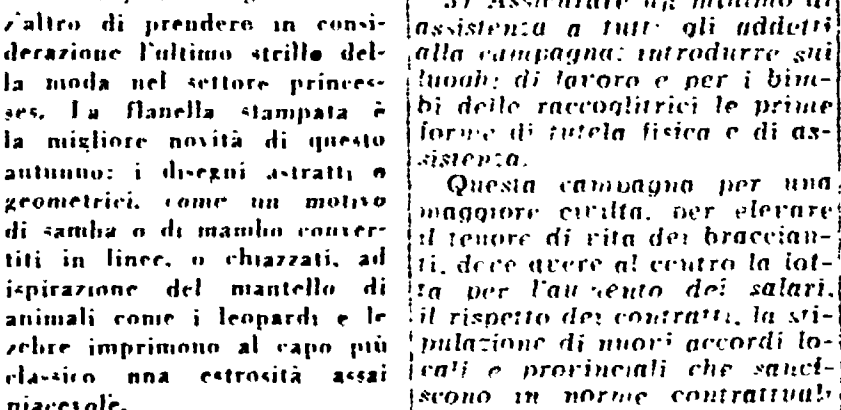 l'altro di prendere in consi-
derazione l'ultimo strillo del-
la moda nel settore princes-
ses. La flanella stampata è
la migliore novità di questo
autunno: i disegni astratti o
geometrici, come un motivo
di samba o di mambo conver-
titi in linee, o chiazzati, ad
ispirazione del mantello di
animali come i leopardi e le
zebre imprimono al capo più
classico una estrosità assai
piacevole.
3) Assicurare un minimo di
assistenza a tutti gli addetti
alla campagna; introdurre sui
luoghi di lavoro e per i bim-
bi delle raccoglitrici le prime
forme di tutela fisica e di as-
sistenza.
Questa campagna per una
maggiore civiltà, per elevare
il tenore di vita dei braccian-
ti, deve avere al centro la lot-
ta per l'aumento dei salari,
il rispetto dei contratti, la sti-
pulazione di nuovi accordi lo-
cali e provinciali che sanci-
scono in norme contrattuali